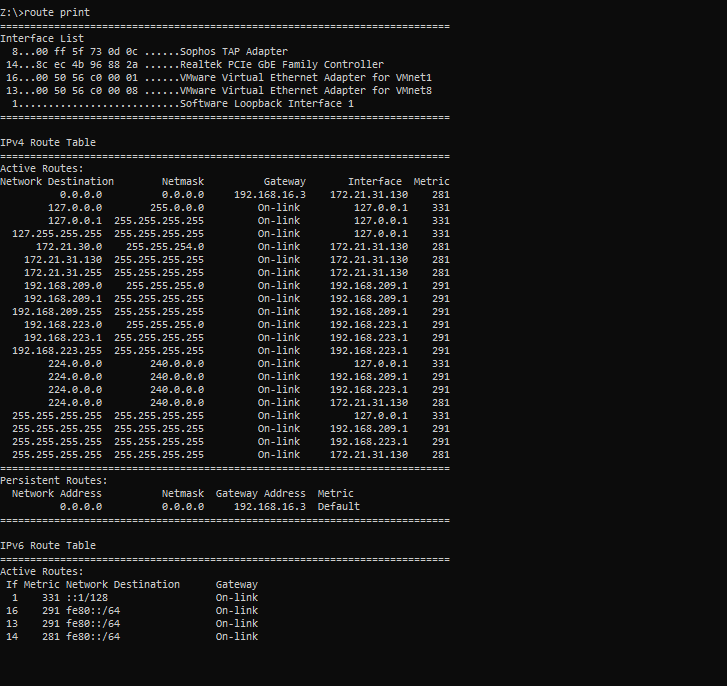 Z:\>route print
===========================================================================
Interface List
  8...00 ff 5f 73 0d 0c ......Sophos TAP Adapter
 14...8c ec 4b 96 88 2a ......Realtek PCIe GbE Family Controller
 16...00 50 56 c0 00 01 ......VMware Virtual Ethernet Adapter for VMnet1
 13...00 50 56 c0 00 08 ......VMware Virtual Ethernet Adapter for VMnet8
  1...........................Software Loopback Interface 1
===========================================================================

IPv4 Route Table
===========================================================================
Active Routes:
Network Destination        Netmask          Gateway       Interface  Metric
          0.0.0.0          0.0.0.0     192.168.16.3    172.21.31.130    281
        127.0.0.0        255.0.0.0         On-link         127.0.0.1    331
        127.0.0.1  255.255.255.255         On-link         127.0.0.1    331
  127.255.255.255  255.255.255.255         On-link         127.0.0.1    331
      172.21.30.0    255.255.254.0         On-link     172.21.31.130    281
    172.21.31.130  255.255.255.255         On-link     172.21.31.130    281
    172.21.31.255  255.255.255.255         On-link     172.21.31.130    281
    192.168.209.0    255.255.255.0         On-link     192.168.209.1    291
    192.168.209.1  255.255.255.255         On-link     192.168.209.1    291
  192.168.209.255  255.255.255.255         On-link     192.168.209.1    291
    192.168.223.0    255.255.255.0         On-link     192.168.223.1    291
    192.168.223.1  255.255.255.255         On-link     192.168.223.1    291
  192.168.223.255  255.255.255.255         On-link     192.168.223.1    291
        224.0.0.0        240.0.0.0         On-link         127.0.0.1    331
        224.0.0.0        240.0.0.0         On-link     192.168.209.1    291
        224.0.0.0        240.0.0.0         On-link     192.168.223.1    291
        224.0.0.0        240.0.0.0         On-link     172.21.31.130    281
  255.255.255.255  255.255.255.255         On-link         127.0.0.1    331
  255.255.255.255  255.255.255.255         On-link     192.168.209.1    291
  255.255.255.255  255.255.255.255         On-link     192.168.223.1    291
  255.255.255.255  255.255.255.255         On-link     172.21.31.130    281
===========================================================================
Persistent Routes:
  Network Address          Netmask  Gateway Address  Metric
          0.0.0.0          0.0.0.0     192.168.16.3  Default
===========================================================================

IPv6 Route Table
===========================================================================
Active Routes:
 If Metric Network Destination      Gateway
  1    331 ::1/128                  On-link
 16    291 fe80::/64                On-link
 13    291 fe80::/64                On-link
 14    281 fe80::/64                On-link